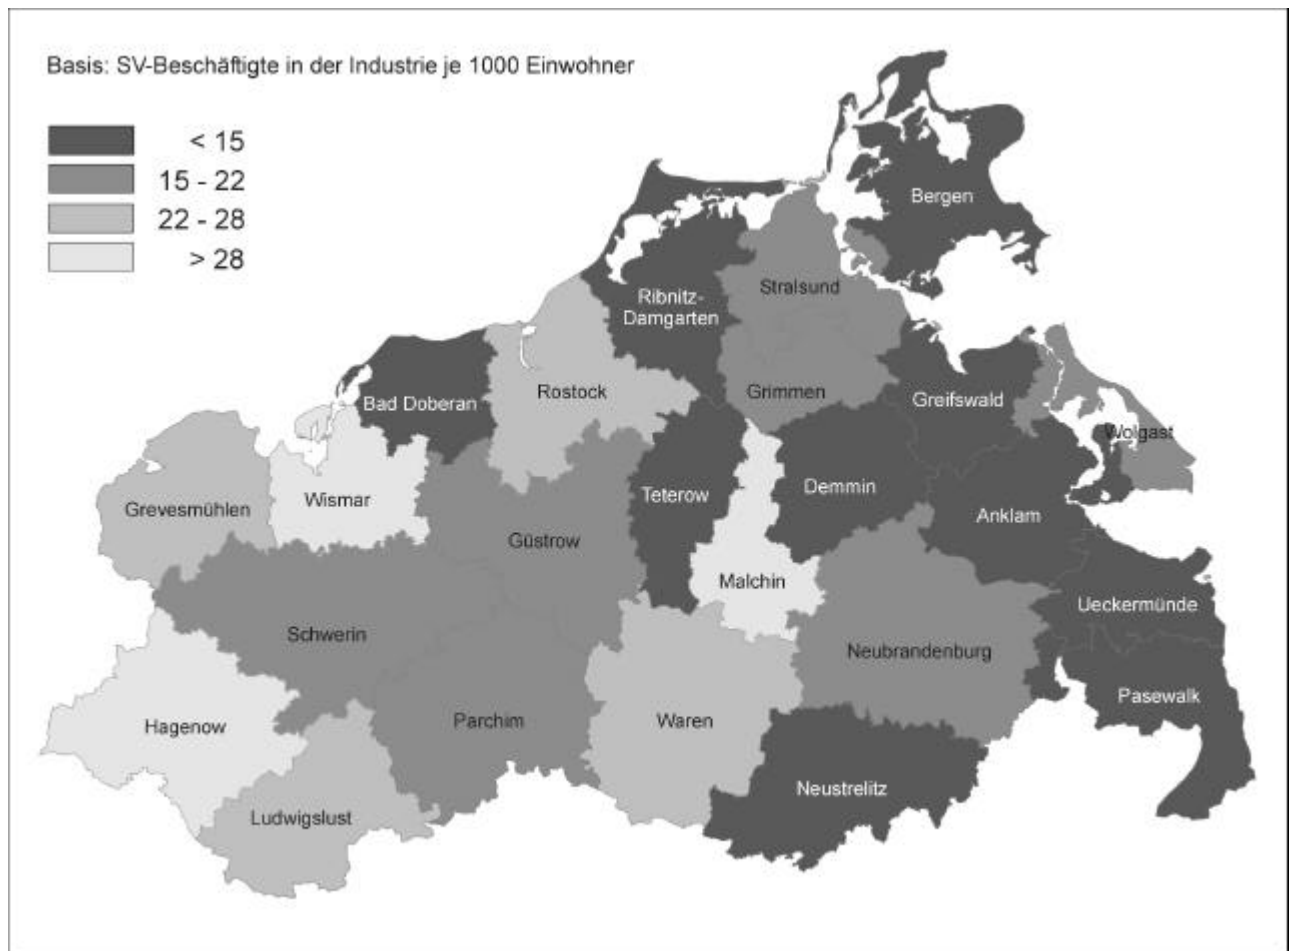 Basis: SV-Beschäftigte in der Industrie je 1000 Einwohner
< 15
15 - 22
22 - 28
> 28
Bergen
Stralsund
Ribnitz-
Damgarten
Grimmen
Rostock
Bad Doberan
Greifswald
Wolgast
Demmin
Teterow
Wismar
Grevesmühlen
Anklam
Güstrow
Malchin
Ueckermünde
Schwerin
Neubrandenburg
Pasewalk
Parchim
Waren
Hagenow
Neustrelitz
Ludwigslust